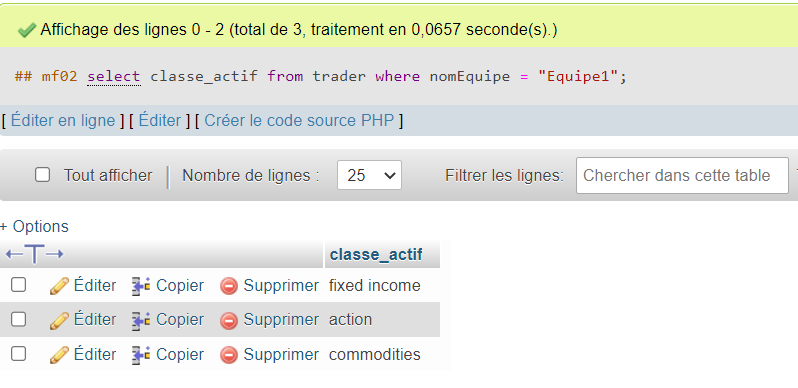 Affichage des lignes 0 - 2 (total de 3, traitement en 0,0657 seconde(s).)
## mf02 select classe_actif from trader where nomEquipe = "Equipe1";
[ Éditer en ligne ] [ Éditer ] [ Créer le code source PHP ]
Tout afficher | Nombre de lignes : 25 Filtrer les lignes: Chercher dans cette table
+ Options
←T→ classe_actif
Éditer Copier Supprimer fixed income
Éditer Copier Supprimer action
Éditer Copier Supprimer commodities